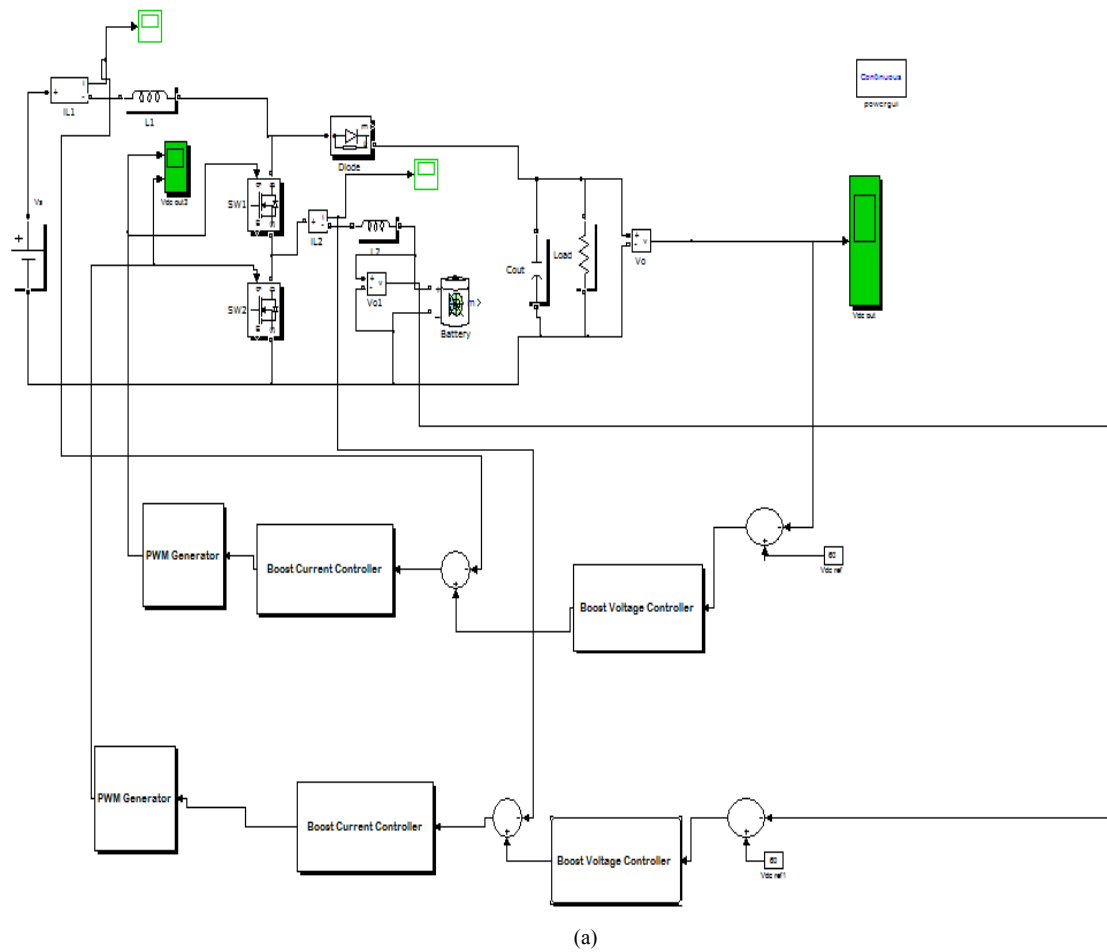 Continuous
powergui
IL1
L1
Vs
+
Vdc out3
SW1
SW2
Diode
m
IL2
L2
Vo1
m >
Battery
Cout
Load
Vo
Vdc out
PWM Generator
Boost Current Controller
Boost Voltage Controller
60
Vdc ref
PWM Generator
Boost Current Controller
Boost Voltage Controller
60
Vdc ref1
(a)